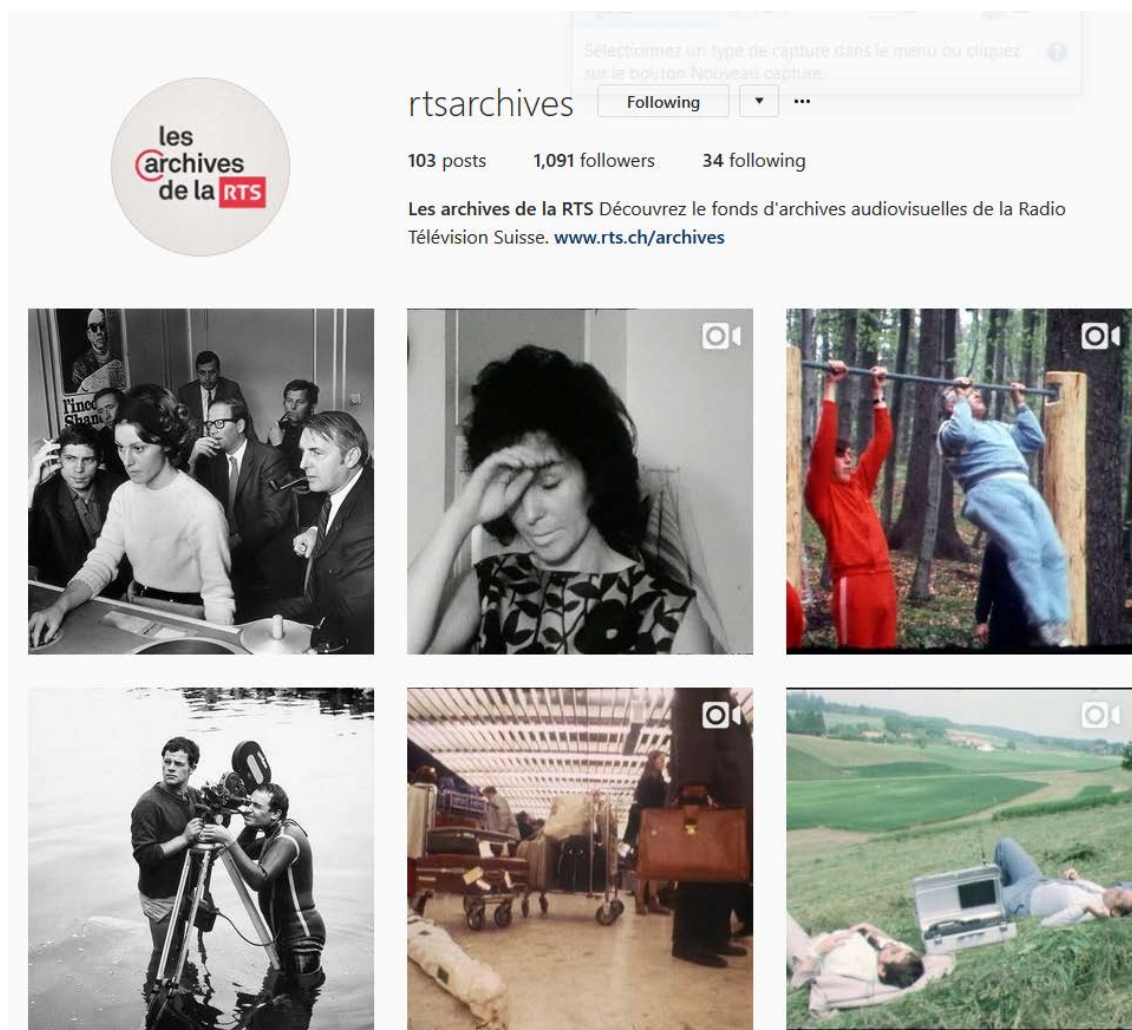 Sélectionnez un type de capture dans le menu ou cliquez
sur le bouton Nouveau capture.
les
archives
de la RTS
rtsarchives Following
103 posts 1,091 followers 34 following
Les archives de la RTS Découvrez le fonds d'archives audiovisuelles de la Radio
Télévision Suisse. www.rts.ch/archives
l'inco
Shan